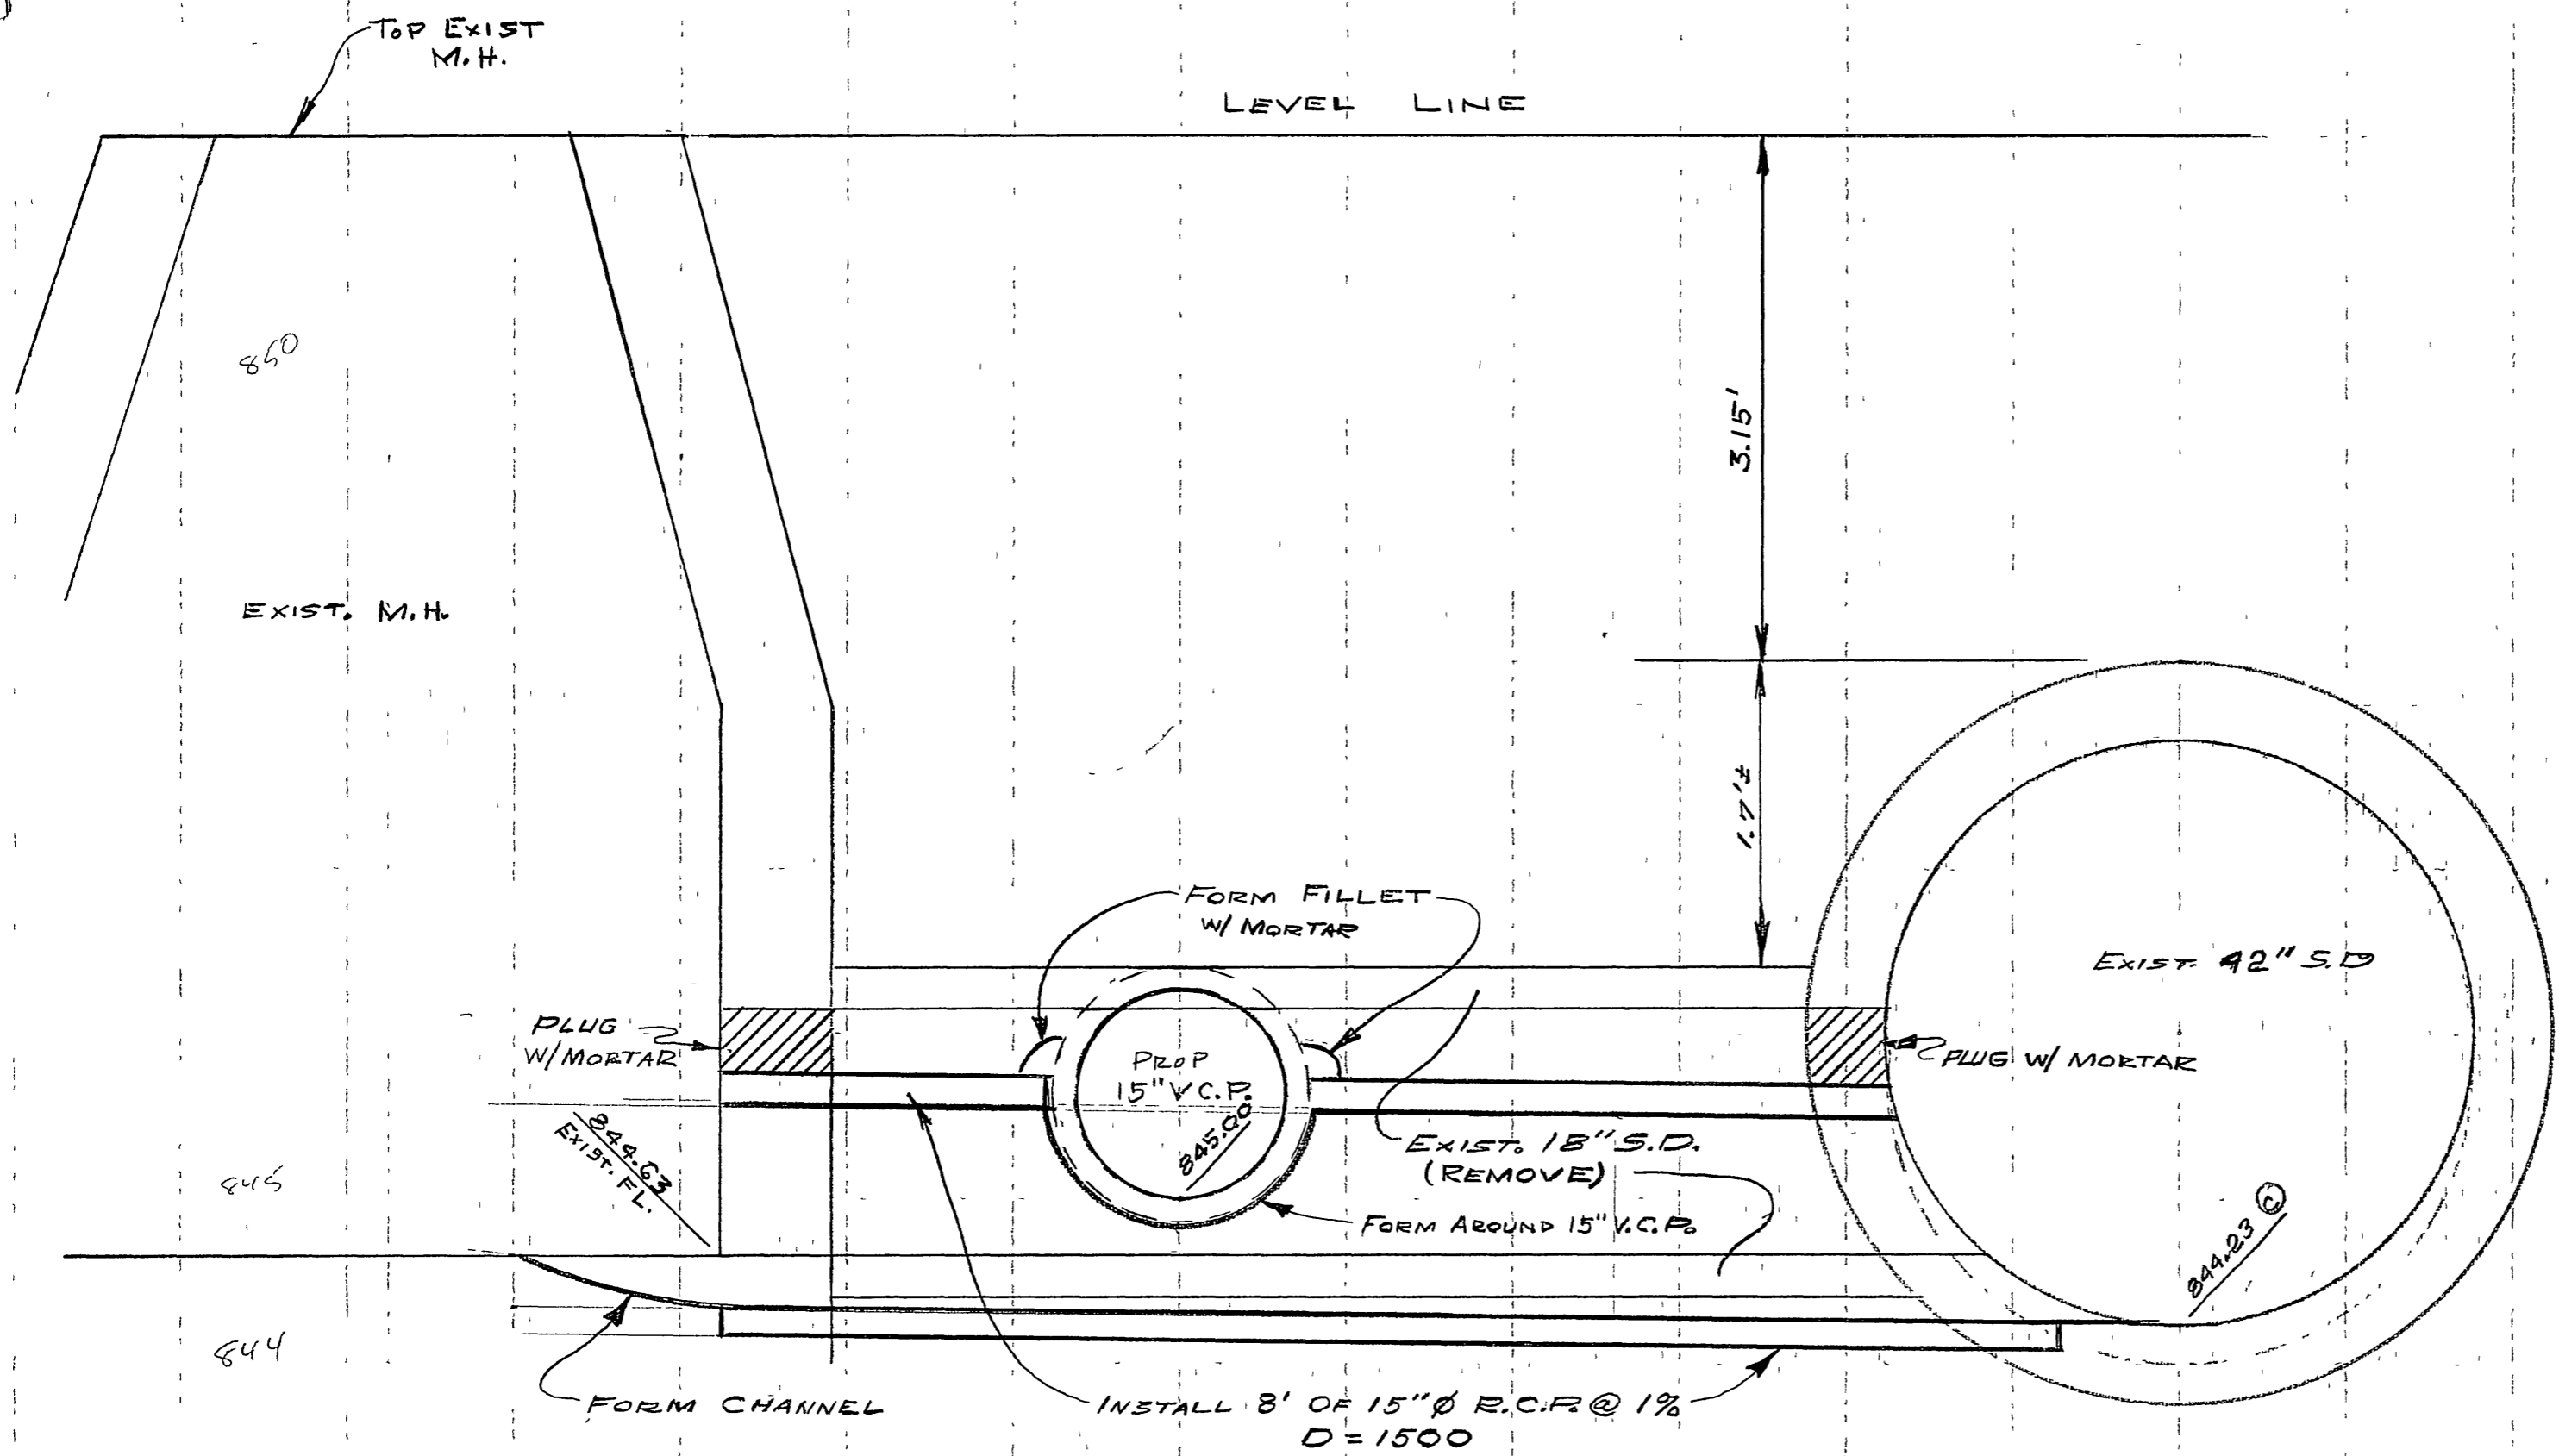 TOP EXIST
M.H.
LEVEL LINE
850
3.15'
EXIST. M.H.
1.7'±
FORM FILLET
W/ MORTAR
EXIST. 42" S.D
PLUG
W/MORTAR
PROP
15" V.C.P.
845.00
PLUG W/ MORTAR
844.63
EXIST. FL.
EXIST. 18" S.D.
(REMOVE)
845
FORM AROUND 15" V.C.P.
844.23 ©
844
FORM CHANNEL
INSTALL 8' OF 15"Ø R.C.P. @ 1%
D = 1500